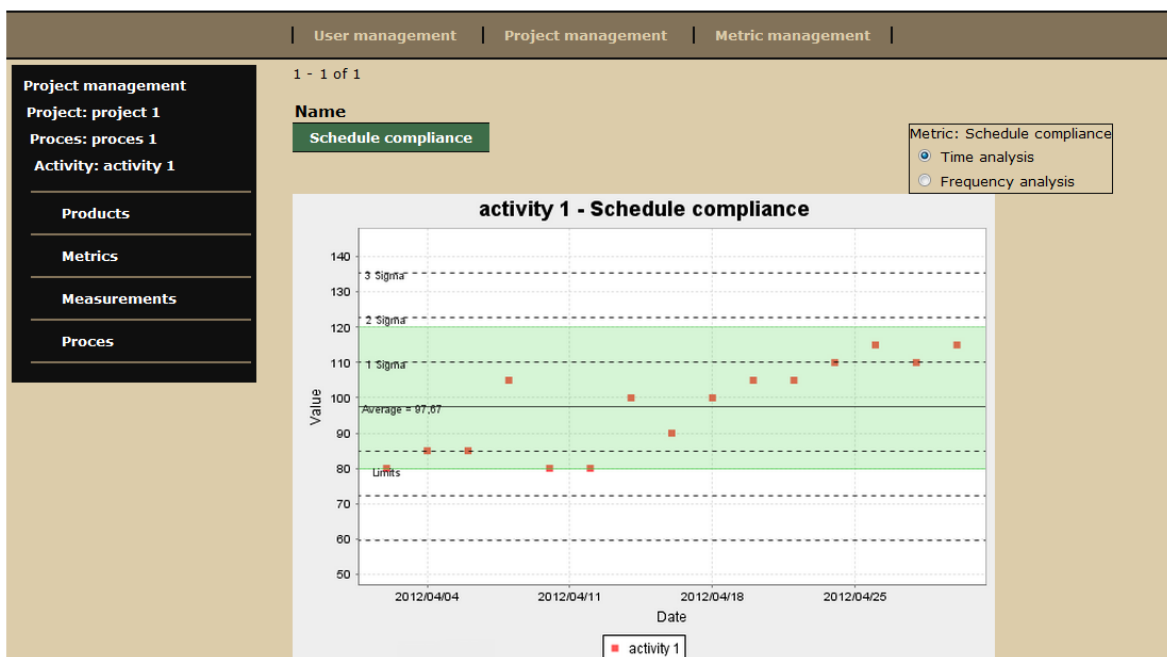 User management | Project management | Metric management
Project management
Project: project 1
Proces: proces 1
Activity: activity 1
Products
Metrics
Measurements
Proces
1 - 1 of 1
Name
Schedule compliance
Metric: Schedule compliance
Time analysis
Frequency analysis
activity 1 - Schedule compliance
Value
140
130
120
110
100
90
80
70
60
50
3 Sigma
2 Sigma
1 Sigma
Average = 97,67
Limits
2012/04/04 2012/04/11 2012/04/18 2012/04/25
Date
activity 1